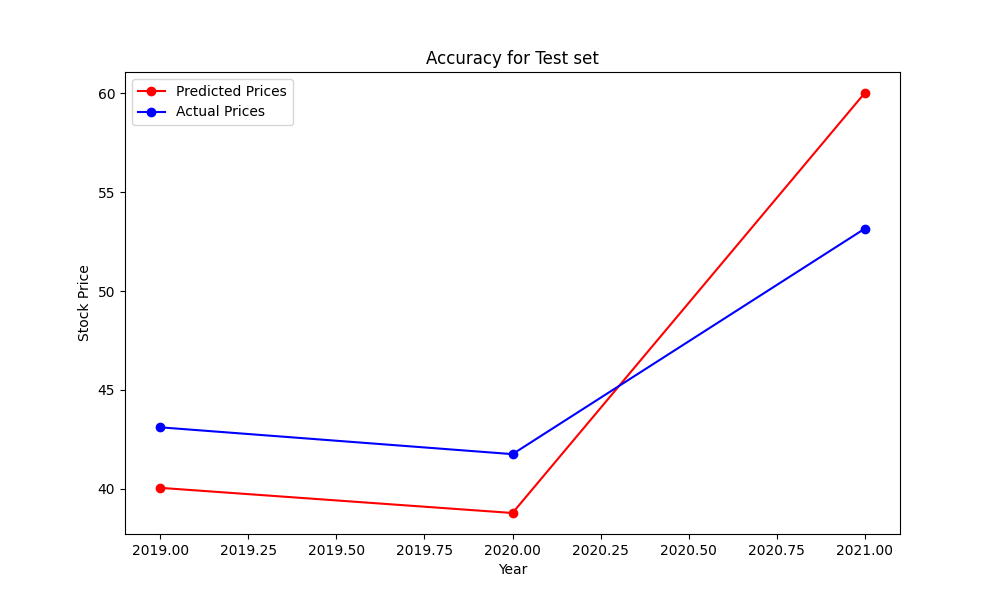 Accuracy for Test set
Predicted Prices
Actual Prices
60
55
50
45
40
Stock Price
2019.00 2019.25 2019.50 2019.75 2020.00 2020.25 2020.50 2020.75 2021.00
Year